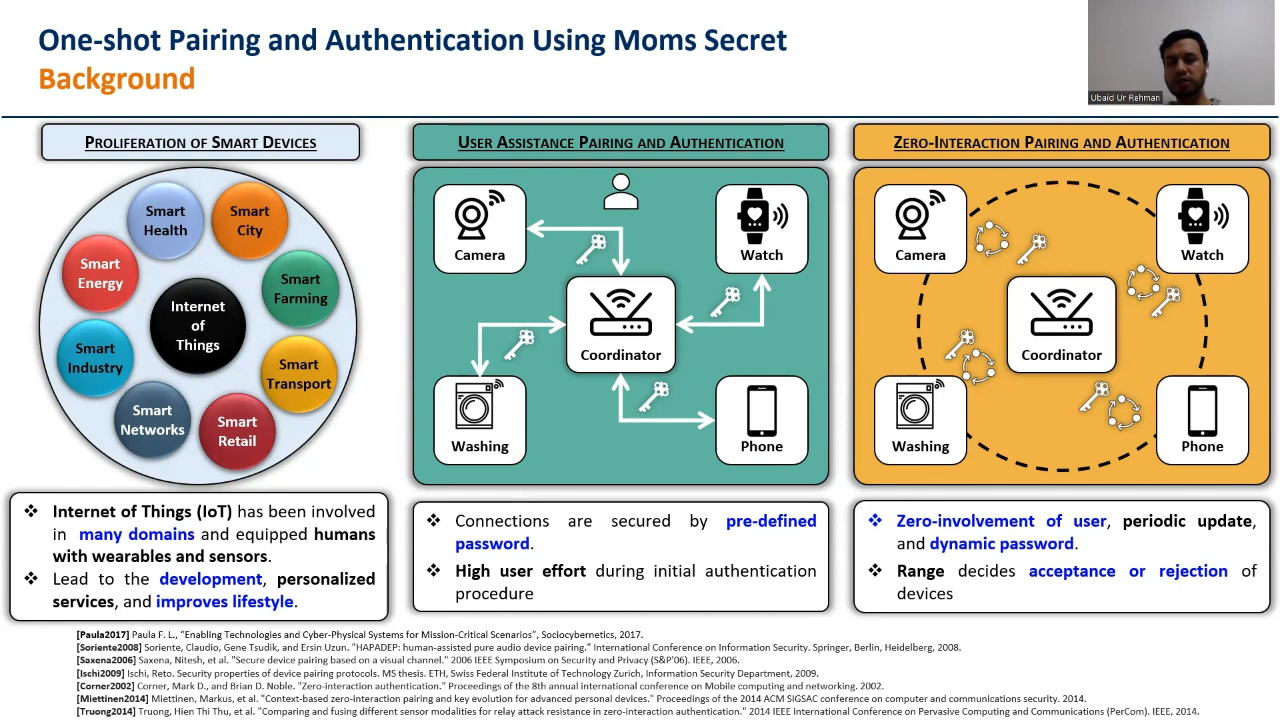 One-shot Pairing and Authentication Using Moms Secret
Background
Ubaid Ur Rehman
PROLIFERATION OF SMART DEVICES
Smart
Health
Smart
City
Smart
Energy
Smart
Farming
Internet
of
Things
Smart
Industry
Smart
Transport
Smart
Networks
Smart
Retail
❖ Internet of Things (IoT) has been involved
in many domains and equipped humans
with wearables and sensors.
❖ Lead to the development, personalized
services, and improves lifestyle.
USER ASSISTANCE PAIRING AND AUTHENTICATION
Camera
Watch
Coordinator
Washing
Phone
❖ Connections are secured by pre-defined
password.
❖ High user effort during initial authentication
procedure
ZERO-INTERACTION PAIRING AND AUTHENTICATION
Camera
Watch
Coordinator
Washing
Phone
❖ Zero-involvement of user, periodic update,
and dynamic password.
❖ Range decides acceptance or rejection of
devices
[Paula2017] Paula F. L., "Enabling Technologies and Cyber-Physical Systems for Mission-Critical Scenarios", Sociocybernetics, 2017.
[Soriente2008] Soriente, Claudio, Gene Tsudik, and Ersin Uzun. "HAPADEP: human-assisted pure audio device pairing." International Conference on Information Security. Springer, Berlin, Heidelberg, 2008.
[Saxena2006] Saxena, Nitesh, et al. "Secure device pairing based on a visual channel." 2006 IEEE Symposium on Security and Privacy (S&P'06). IEEE, 2006.
[Ischi2009] Ischi, Reto. Security properties of device pairing protocols. MS thesis. ETH, Swiss Federal Institute of Technology Zurich, Information Security Department, 2009.
[Corner2002] Corner, Mark D., and Brian D. Noble. "Zero-interaction authentication." Proceedings of the 8th annual international conference on Mobile computing and networking. 2002.
[Miettinen2014] Miettinen, Markus, et al. "Context-based zero-interaction pairing and key evolution for advanced personal devices." Proceedings of the 2014 ACM SIGSAC conference on computer and communications security. 2014.
[Truong2014] Truong, Hien Thi Thu, et al. "Comparing and fusing different sensor modalities for relay attack resistance in zero-interaction authentication." 2014 IEEE International Conference on Pervasive Computing and Communications (PerCom). IEEE, 2014.